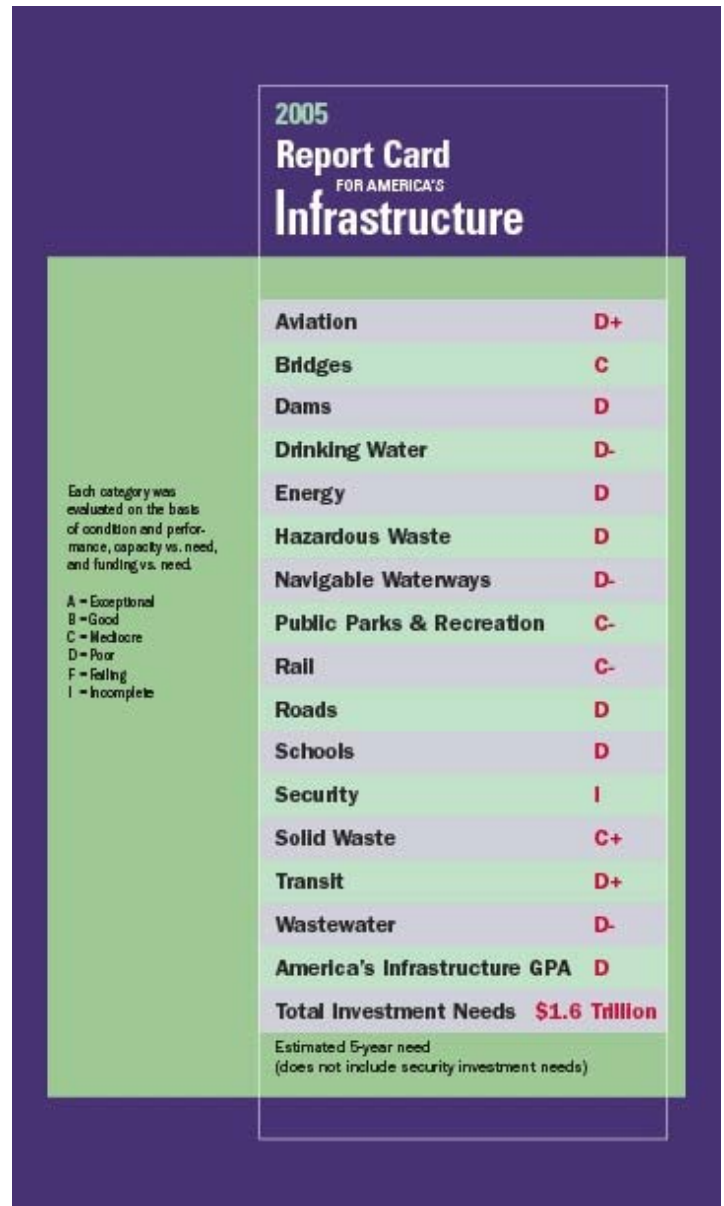 2005
Report Card
FOR AMERICA'S
Infrastructure
Aviation D+
Bridges C
Dams D
Drinking Water D-
Energy D
Hazardous Waste D
Navigable Waterways D-
Public Parks & Recreation C-
Rail C-
Roads D
Schools D
Security I
Solid Waste C+
Transit D+
Wastewater D-
America's Infrastructure GPA D
Total Investment Needs $1.6 Trillion
Estimated 5-year need
(does not include security investment needs)
Each category was
evaluated on the basis
of condition and perfor-
mance, capacity vs. need,
and funding vs. need.
A = Exceptional
B = Good
C = Mediocre
D = Poor
F = Failing
I = Incomplete